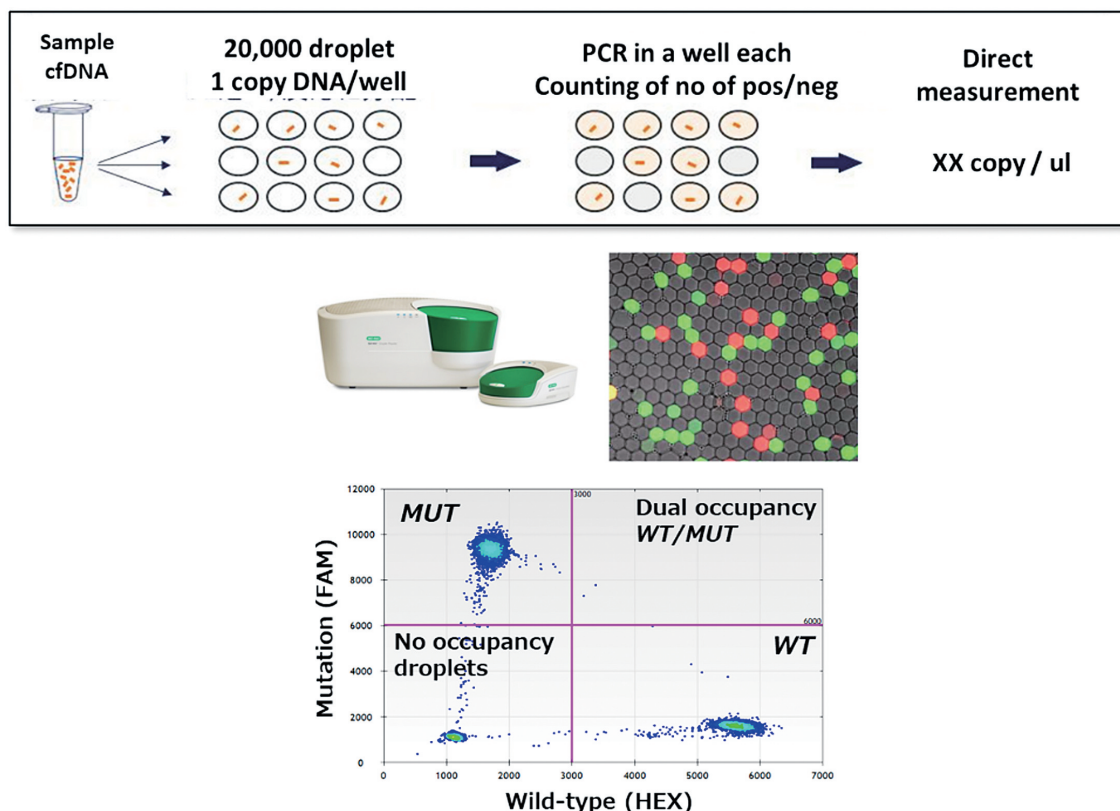 Sample
cfDNA
20,000 droplet
1 copy DNA/well
PCR in a well each
Counting of no of pos/neg
Direct
measurement
XX copy / ul
12000
10000
8000
6000
4000
2000
0
Mutation (FAM)
MUT
3000
Dual occupancy
WT/MUT
6000
No occupancy
droplets
WT
0
1000
2000
3000
4000
5000
6000
7000
Wild-type (HEX)